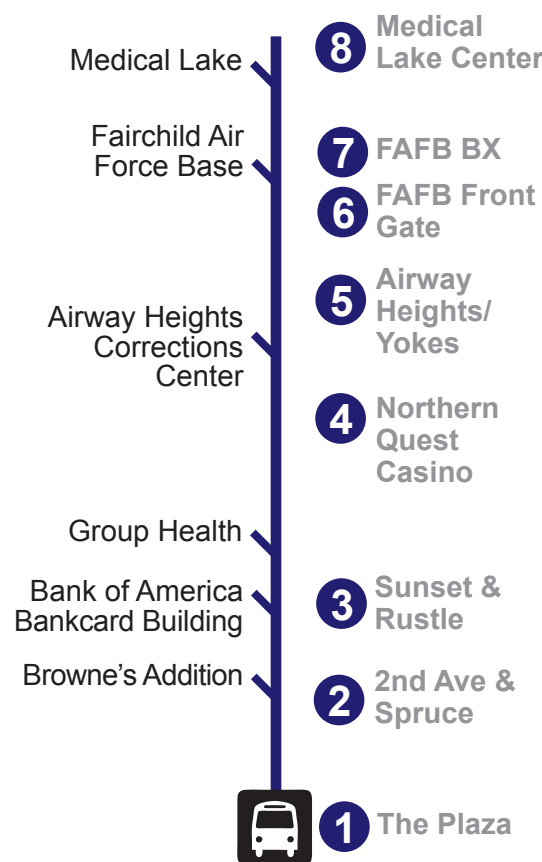 Medical Lake
Fairchild Air
Force Base
Airway Heights
Corrections
Center
Group Health
Bank of America
Bankcard Building
Browne's Addition
8 Medical
Lake Center
7 FAFB BX
6 FAFB Front
Gate
5 Airway
Heights/
Yokes
4 Northern
Quest
Casino
3 Sunset &
Rustle
2 2nd Ave &
Spruce
1 The Plaza